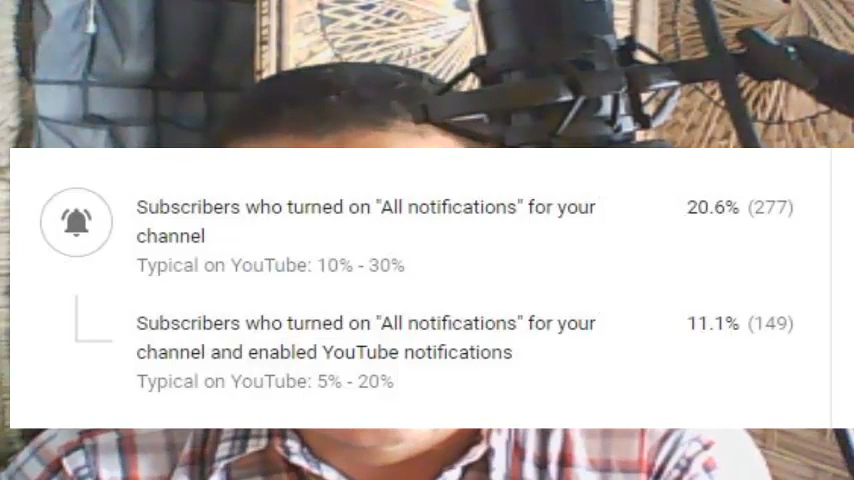 Subscribers who turned on "All notifications" for your 20.6% (277)
channel
Typical on YouTube: 10% - 30%
Subscribers who turned on "All notifications" for your 11.1% (149)
channel and enabled YouTube notifications
Typical on YouTube: 5% - 20%